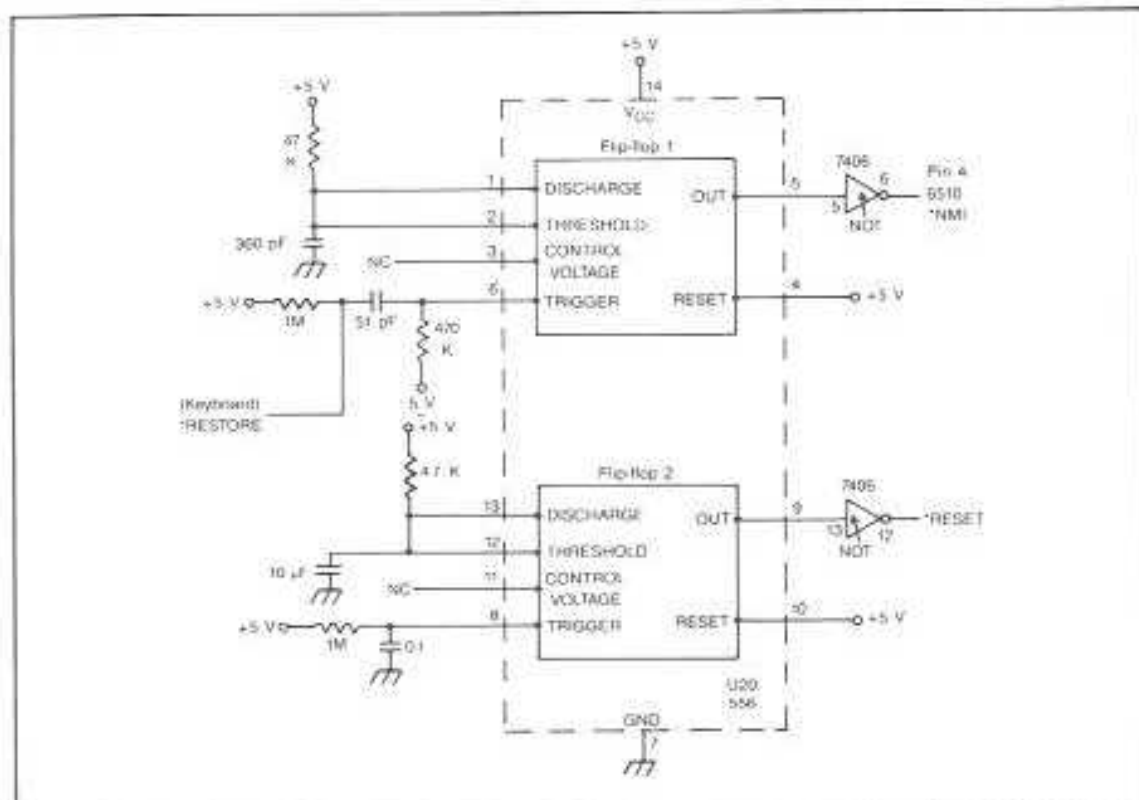 +5 V
14
VCC
+5 V
47
K
Flip-flop 1
1
DISCHARGE
2
THRESHOLD
360 pF
3
CONTROL
VOLTAGE
NC
6
TRIGGER
OUT
5
RESET
4
+5 V
7406
5
6
NOT
Pin 4
6510
*NMI
+5 V
1M
51 pF
470
K
5 V
(Keyboard)
*RESTORE
+5 V
4.7 K
Flip-flop 2
13
DISCHARGE
12
THRESHOLD
10 µF
11
CONTROL
VOLTAGE
NC
8
TRIGGER
+5 V
1M
0.1
OUT
9
RESET
10
+5 V
7406
13
12
NOT
*RESET
U20
556
GND
7